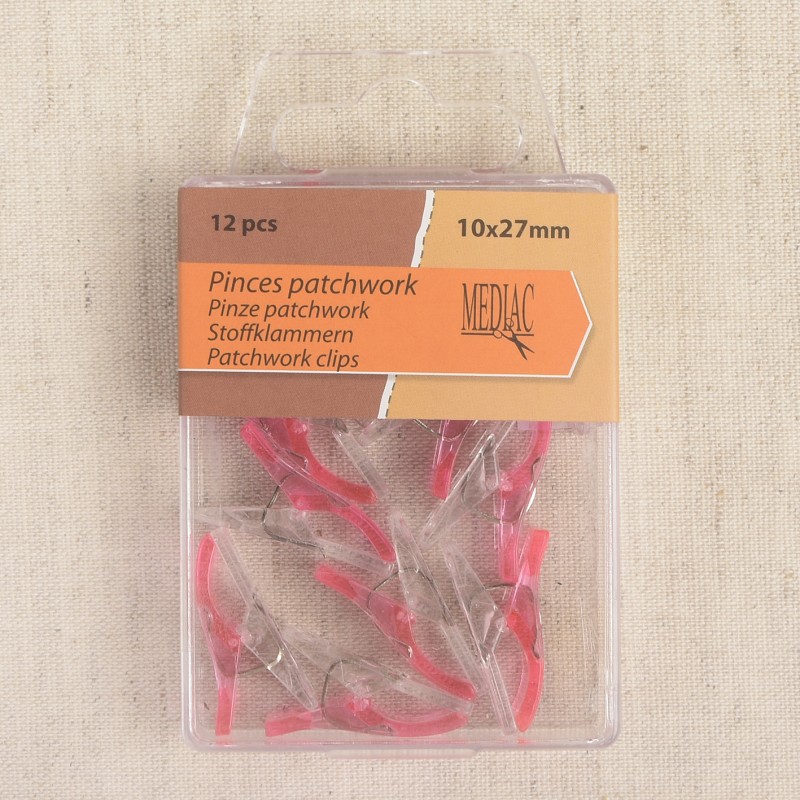 12 pcs
10x27mm
Pinces patchwork
Pinze patchwork
Stoffklammern
Patchwork clips
MEDIAC